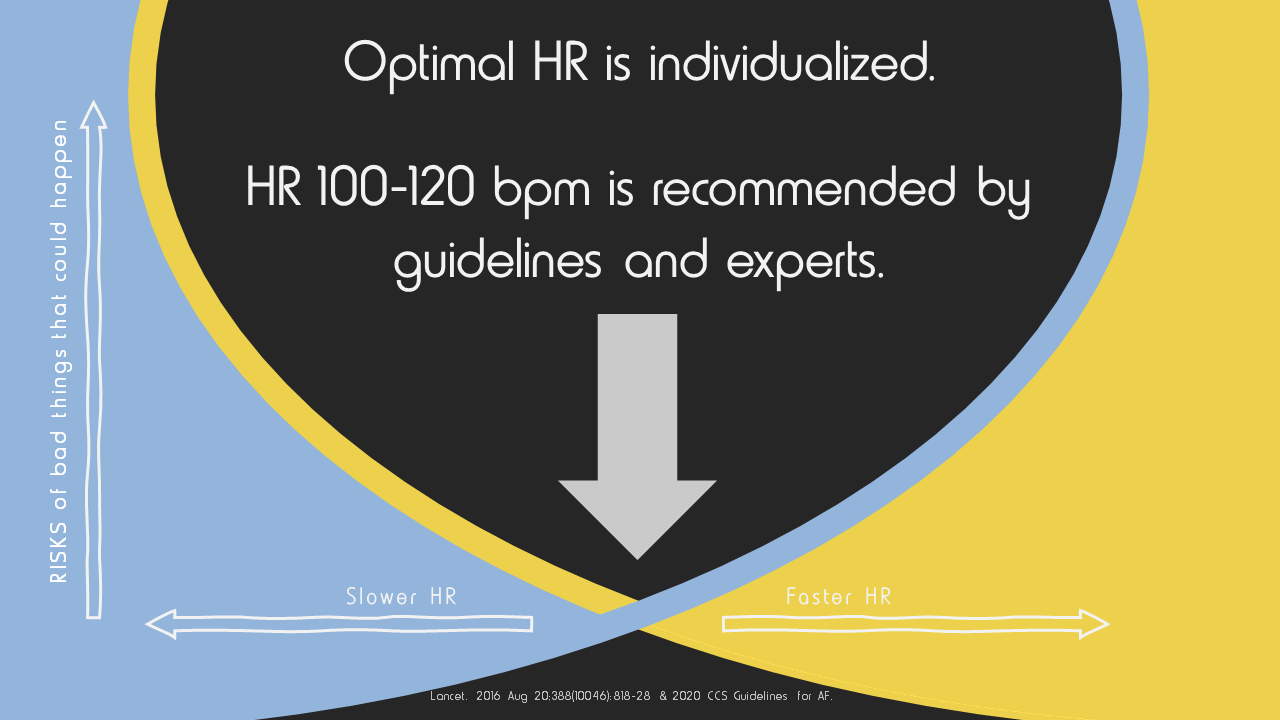 Optimal HR is individualized.
HR 100-120 bpm is recommended by
guidelines and experts.
RISKS of bad things that could happen
Slower HR
Faster HR
Lancet. 2016 Aug 20;388(10046):818-28 & 2020 CCS Guidelines for AF.